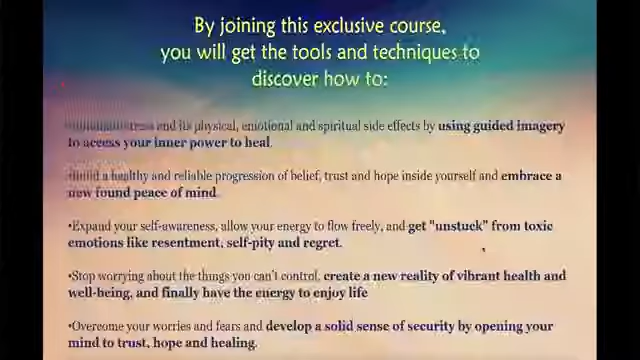 By joining this exclusive course,
you will get the tools and techniques to
discover how to:
stress and its physical, emotional and spiritual side effects by using guided imagery
to access your inner power to heal.
•Build a healthy and reliable progression of belief, trust and hope inside yourself and embrace a
new found peace of mind.
•Expand your self-awareness, allow your energy to flow freely, and get "unstuck" from toxic
emotions like resentment, self-pity and regret.
•Stop worrying about the things you can't control, create a new reality of vibrant health and
well-being, and finally have the energy to enjoy life
•Overcome your worries and fears and develop a solid sense of security by opening your
mind to trust, hope and healing.